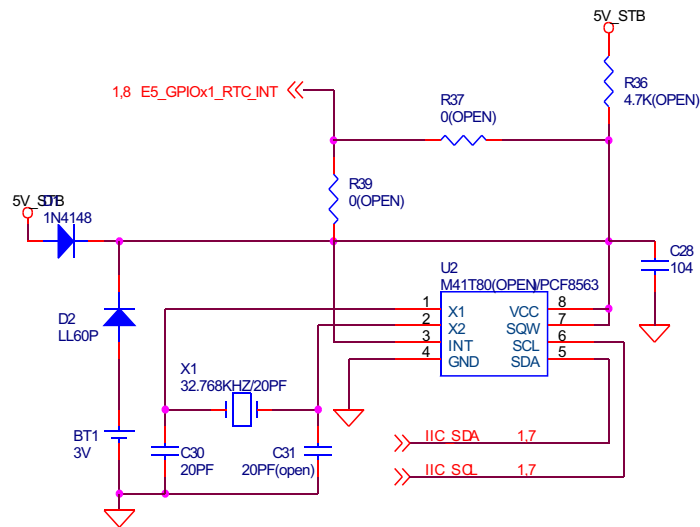 5V_STB
R36
4.7K(OPEN)
1,8 E5_GPIOx1_RTC_INT
R37
0(OPEN)
R39
0(OPEN)
5V_STB
D1
1N4148
C28
104
U2
M41T80(OPEN)/PCF8563
1 X1 VCC 8
2 X2 SQW 7
3 INT SCL 6
4 GND SDA 5
D2
LL60P
X1
32.768KHZ/20PF
BT1
3V
C30
20PF
C31
20PF(open)
IIC_SDA 1,7
IIC_SCL 1,7